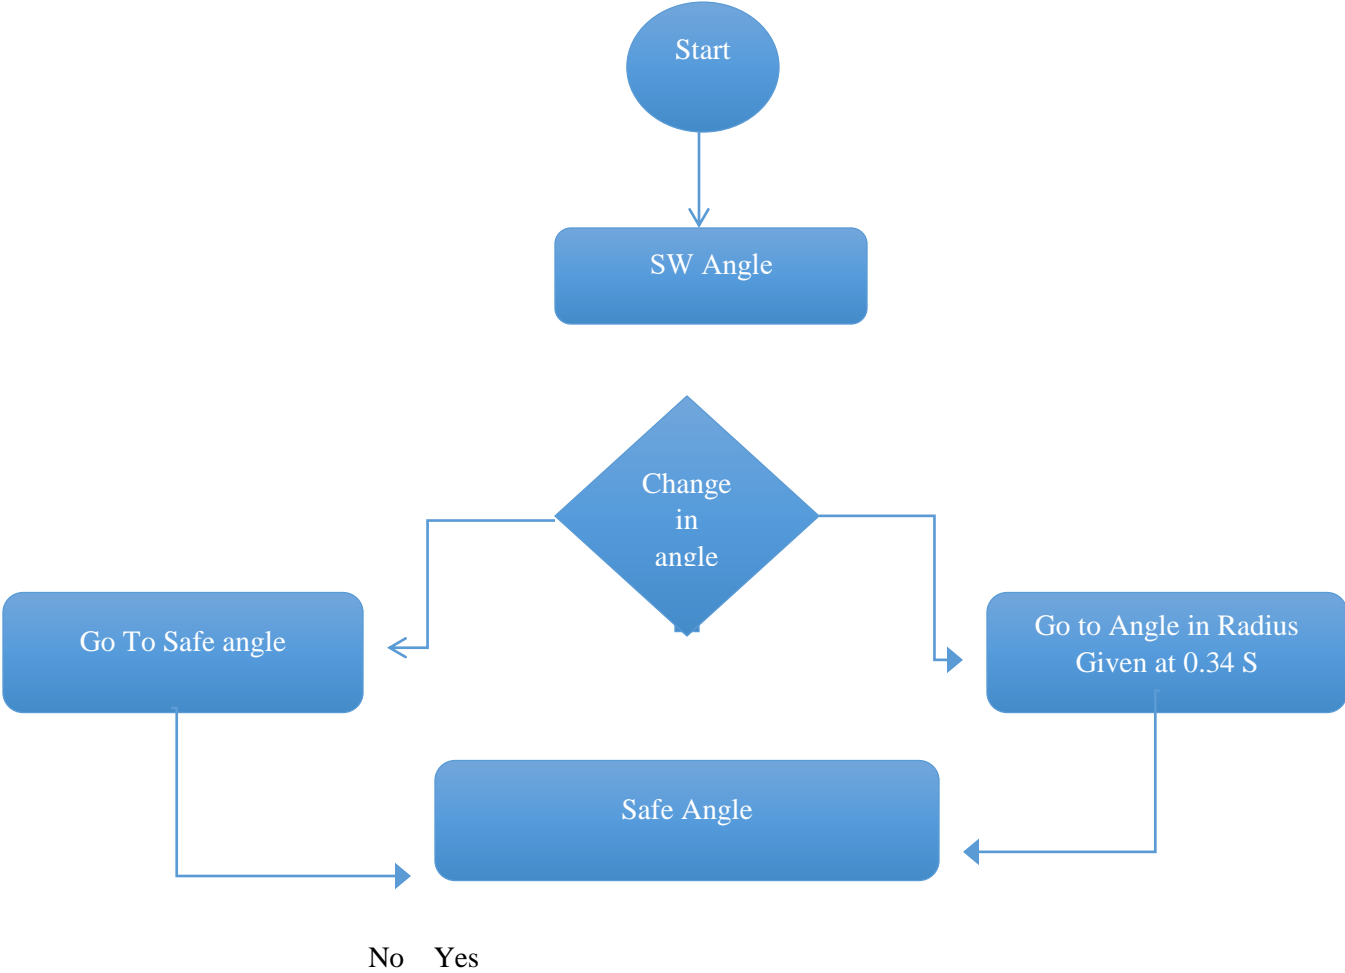 Start
SW Angle
Change
in
angle
Go To Safe angle
Go to Angle in Radius
Given at 0.34 S
Safe Angle
No Yes